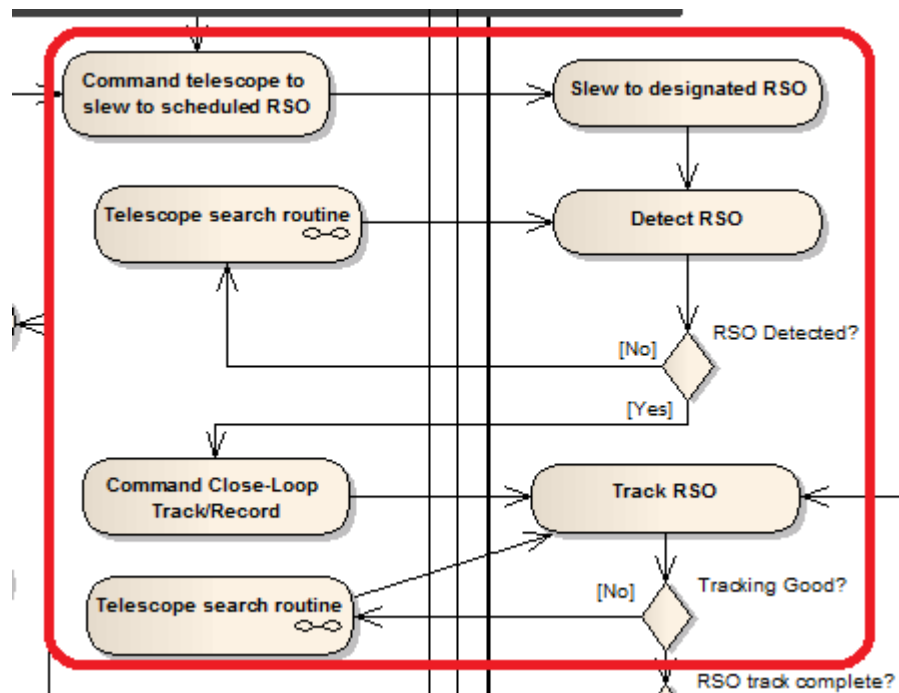 Command telescope to
slew to scheduled RSO
Slew to designated RSO
Telescope search routine
Detect RSO
RSO Detected?
[No]
[Yes]
Command Close-Loop
Track/Record
Track RSO
Tracking Good?
[No]
Telescope search routine
RSO track complete?